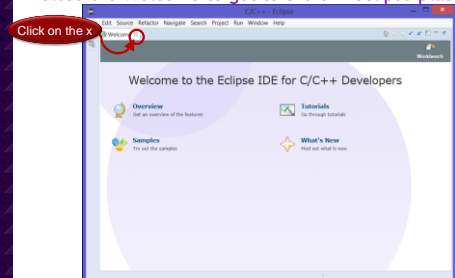 C/C++ - Eclipse
Edit Source Refactor Navigate Search Project Run Window Help
Click on the x
Welcome
Workbench
Welcome to the Eclipse IDE for C/C++ Developers
Overview
Get an overview of the features
Tutorials
Go through tutorials
Samples
Try out the samples
What's New
Find out what is new